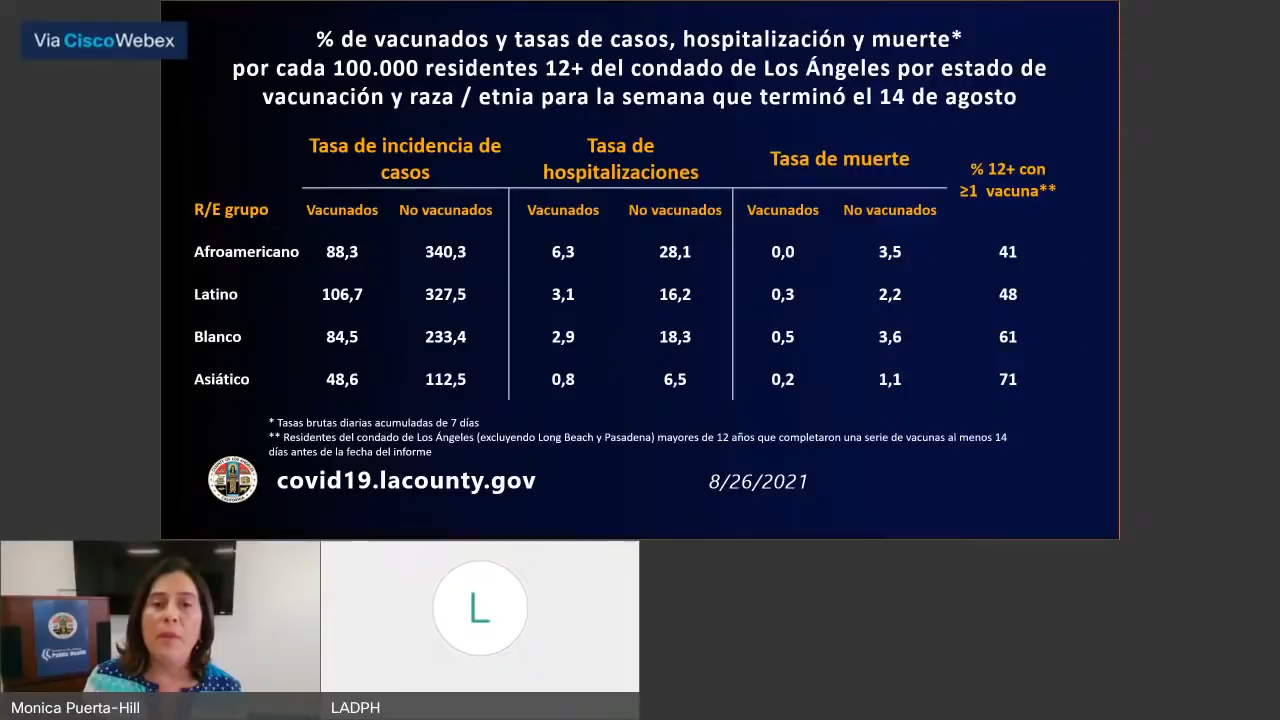 Via CiscoWebex
% de vacunados y tasas de casos, hospitalización y muerte*
por cada 100.000 residentes 12+ del condado de Los Ángeles por estado de
vacunación y raza / etnia para la semana que terminó el 14 de agosto
Tasa de incidencia de casos Tasa de hospitalizaciones Tasa de muerte % 12+ con ≥1 vacuna**
R/E grupo Vacunados No vacunados Vacunados No vacunados Vacunados No vacunados
Afroamericano 88,3 340,3 6,3 28,1 0,0 3,5 41
Latino 106,7 327,5 3,1 16,2 0,3 2,2 48
Blanco 84,5 233,4 2,9 18,3 0,5 3,6 61
Asiático 48,6 112,5 0,8 6,5 0,2 1,1 71
* Tasas brutas diarias acumuladas de 7 días
** Residentes del condado de Los Ángeles (excluyendo Long Beach y Pasadena) mayores de 12 años que completaron una serie de vacunas al menos 14
días antes de la fecha del informe
covid19.lacounty.gov 8/26/2021
L
Public Health
Monica Puerta-Hill LADPH